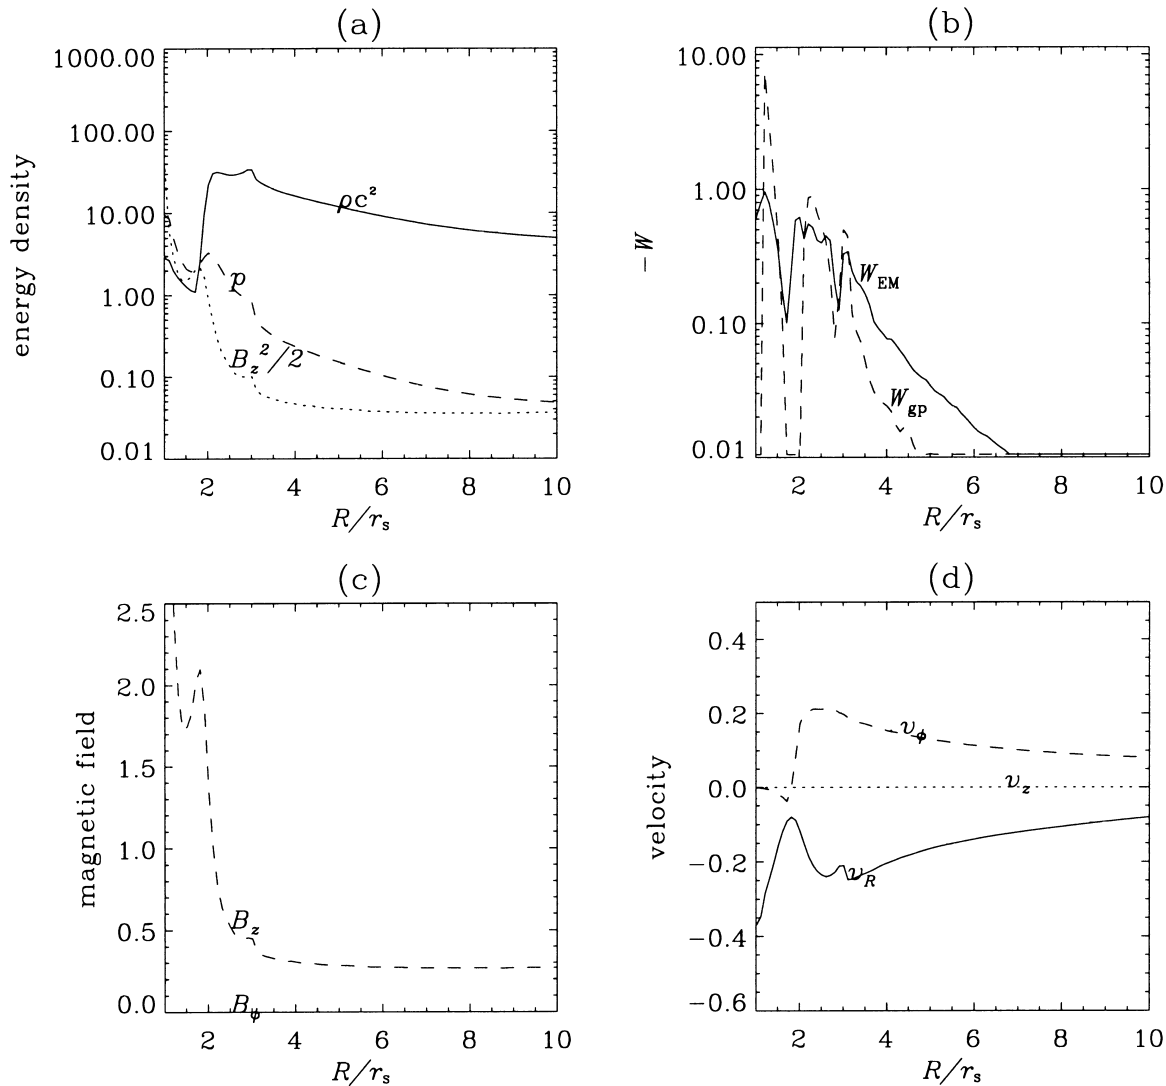 (a)
1000.00
100.00
10.00
1.00
0.10
0.01
energy density
ρc²
p
B_z²/2
2 4 6 8 10
R/r_s
(b)
10.00
1.00
0.10
0.01
−W
W_EM
W_gp
2 4 6 8 10
R/r_s
(c)
2.5
2.0
1.5
1.0
0.5
0.0
magnetic field
B_z
B_φ
2 4 6 8 10
R/r_s
(d)
0.4
0.2
0.0
−0.2
−0.4
−0.6
velocity
v_φ
v_z
v_R
2 4 6 8 10
R/r_s